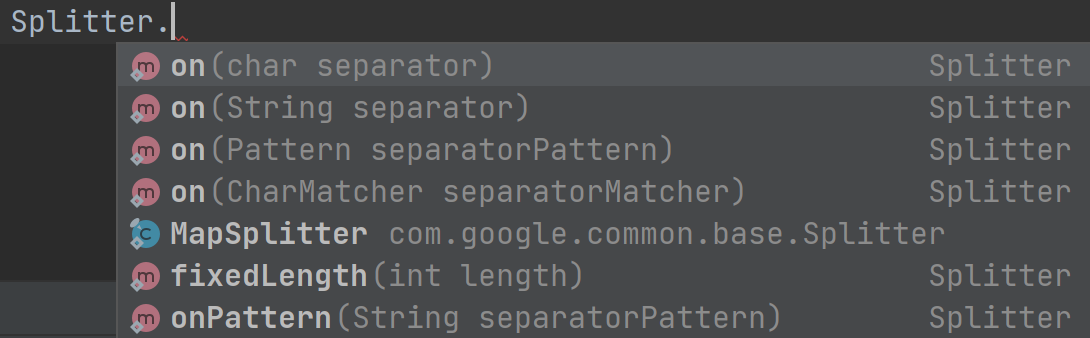 Splitter.
m on(char separator) Splitter
m on(String separator) Splitter
m on(Pattern separatorPattern) Splitter
m on(CharMatcher separatorMatcher) Splitter
C MapSplitter com.google.common.base.Splitter
m fixedLength(int length) Splitter
m onPattern(String separatorPattern) Splitter